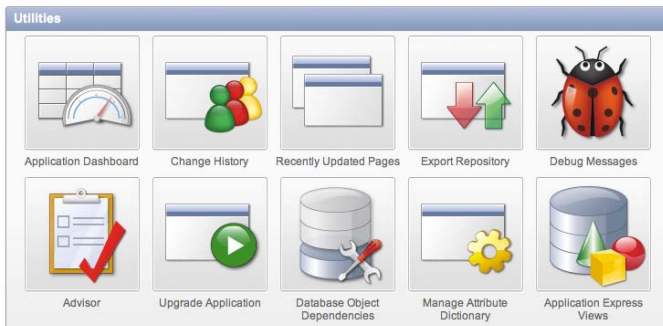 Utilities
Application Dashboard
Change History
Recently Updated Pages
Export Repository
Debug Messages
Advisor
Upgrade Application
Database Object
Dependencies
Manage Attribute
Dictionary
Application Express
Views